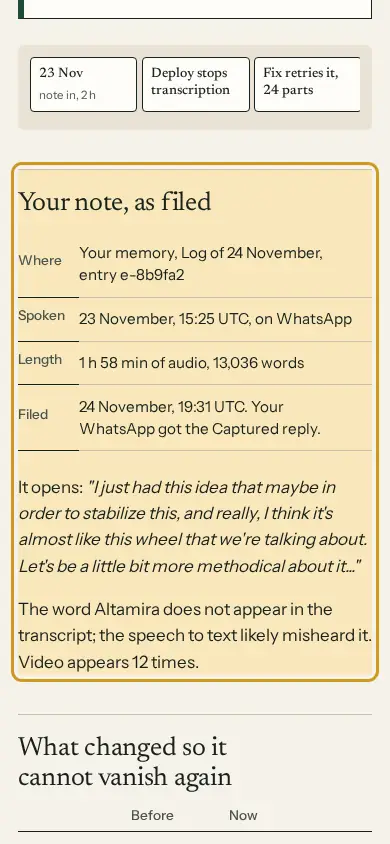 23 Nov
note in, 2 h
Deploy stops
transcription
Fix retries it,
24 parts
Your note, as filed
Where
Your memory, Log of 24 November,
entry e-8b9fa2
Spoken
23 November, 15:25 UTC, on WhatsApp
Length
1 h 58 min of audio, 13,036 words
Filed
24 November, 19:31 UTC. Your
WhatsApp got the Captured reply.
It opens: "I just had this idea that maybe in
order to stabilize this, and really, I think it's
almost like this wheel that we're talking about.
Let's be a little bit more methodical about it..."
The word Altamira does not appear in the
transcript; the speech to text likely misheard it.
Video appears 12 times.
What changed so it
cannot vanish again
Before Now